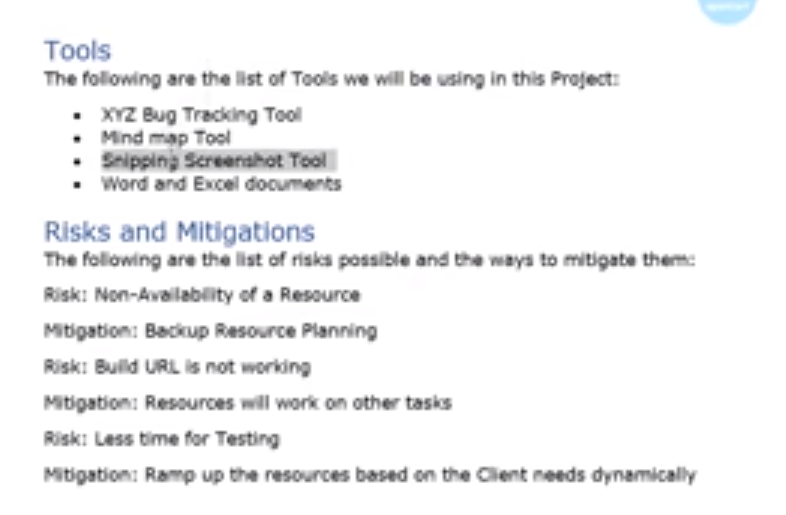 Tools
The following are the list of Tools we will be using in this Project:
• XYZ Bug Tracking Tool
• Mind map Tool
• Snipping Screenshot Tool
• Word and Excel documents
Risks and Mitigations
The following are the list of risks possible and the ways to mitigate them:
Risk: Non-Availability of a Resource
Mitigation: Backup Resource Planning
Risk: Build URL is not working
Mitigation: Resources will work on other tasks
Risk: Less time for Testing
Mitigation: Ramp up the resources based on the Client needs dynamically